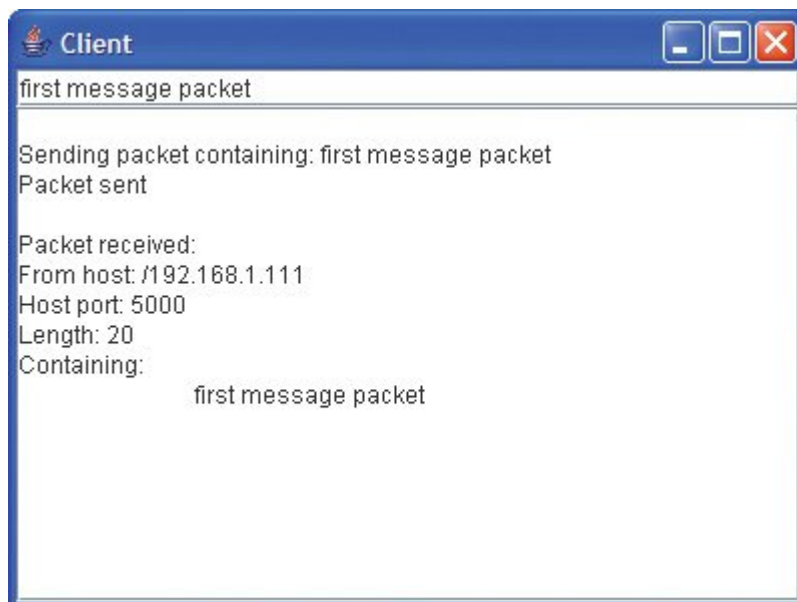 Client
first message packet
Sending packet containing: first message packet
Packet sent
Packet received:
From host: /192.168.1.111
Host port: 5000
Length: 20
Containing:
first message packet